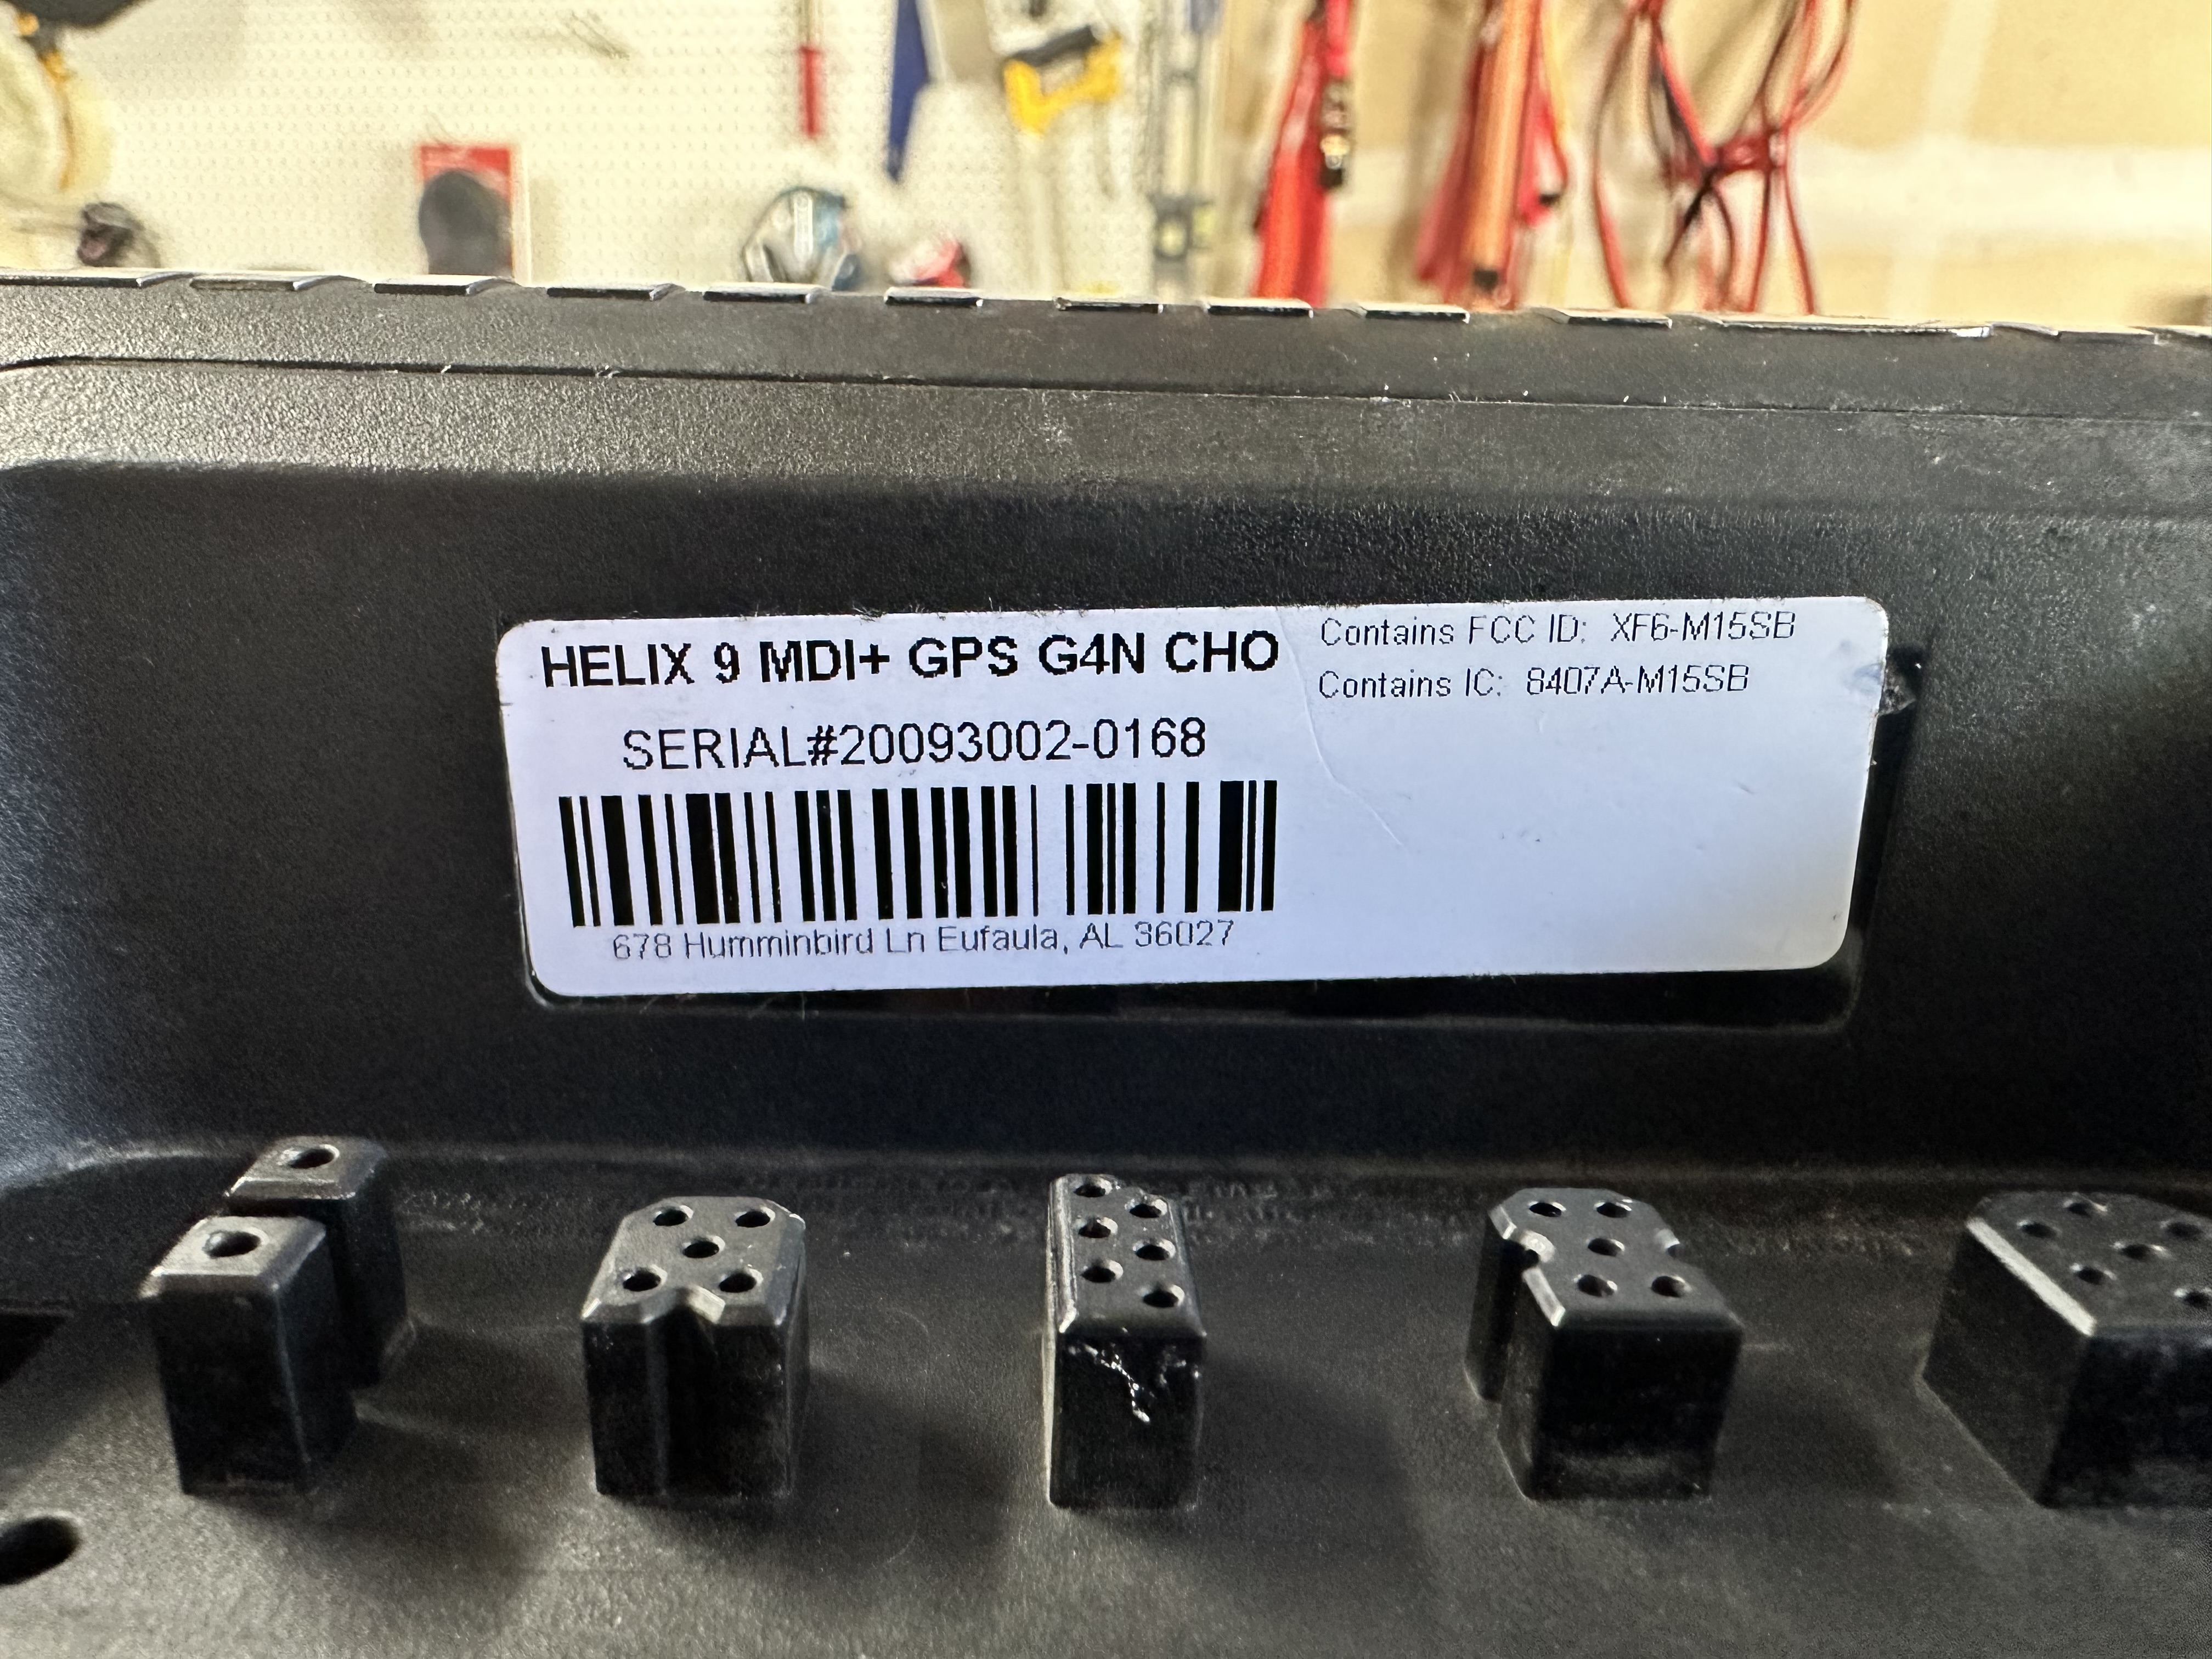 HELIX 9 MDI+ GPS G4N CHO
SERIAL#20093002-0168
678 Humminbird Ln Eufaula, AL 36027
Contains FCC ID: XF6-M15SB
Contains IC: 8407A-M15SB